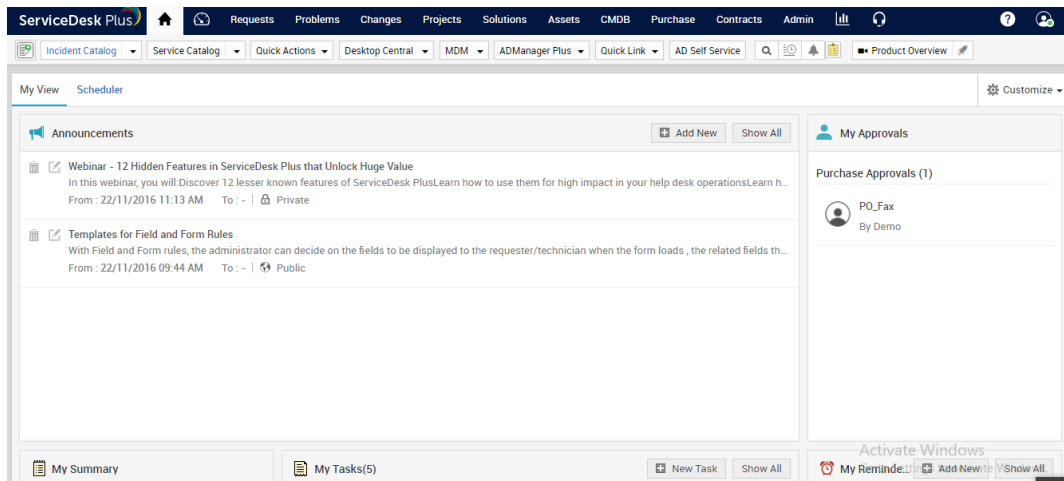 ServiceDesk Plus Requests Problems Changes Projects Solutions Assets CMDB Purchase Contracts Admin ?
Incident Catalog Service Catalog Quick Actions Desktop Central MDM ADManager Plus Quick Link AD Self Service Product Overview
My View Scheduler Customize
Announcements Add New Show All
Webinar - 12 Hidden Features in ServiceDesk Plus that Unlock Huge Value
In this webinar, you will:Discover 12 lesser known features of ServiceDesk PlusLearn how to use them for high impact in your help desk operationsLearn h...
From : 22/11/2016 11:13 AM To : - | Private
Templates for Field and Form Rules
With Field and Form rules, the administrator can decide on the fields to be displayed to the requester/technician when the form loads , the related fields th...
From : 22/11/2016 09:44 AM To : - | Public
My Approvals
Purchase Approvals (1)
PO_Fax
By Demo
Activate Windows
My Summary My Tasks(5) New Task Show All My Reminde... Add New Show All